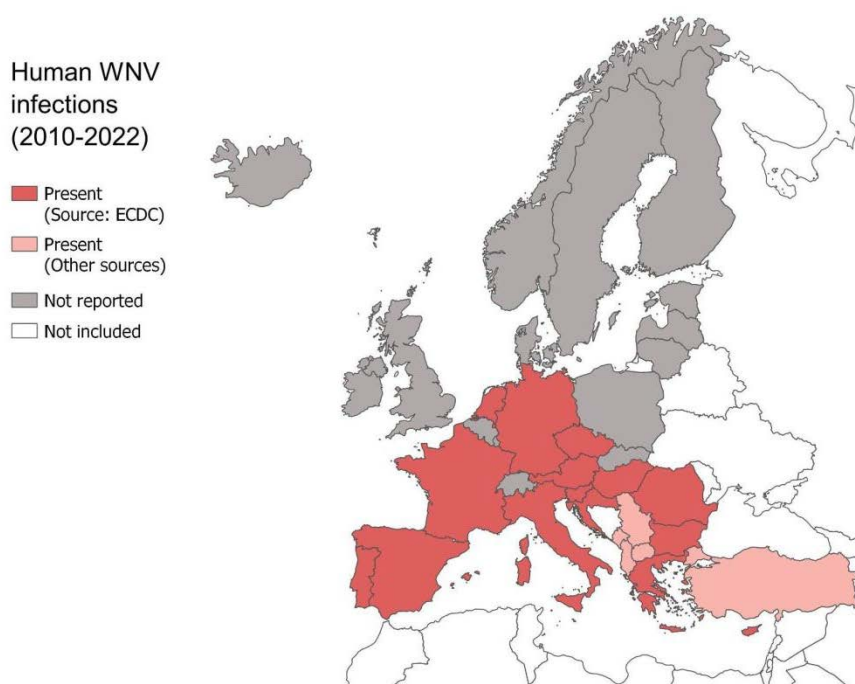 Human WNV
infections
(2010-2022)
Present
(Source: ECDC)
Present
(Other sources)
Not reported
Not included